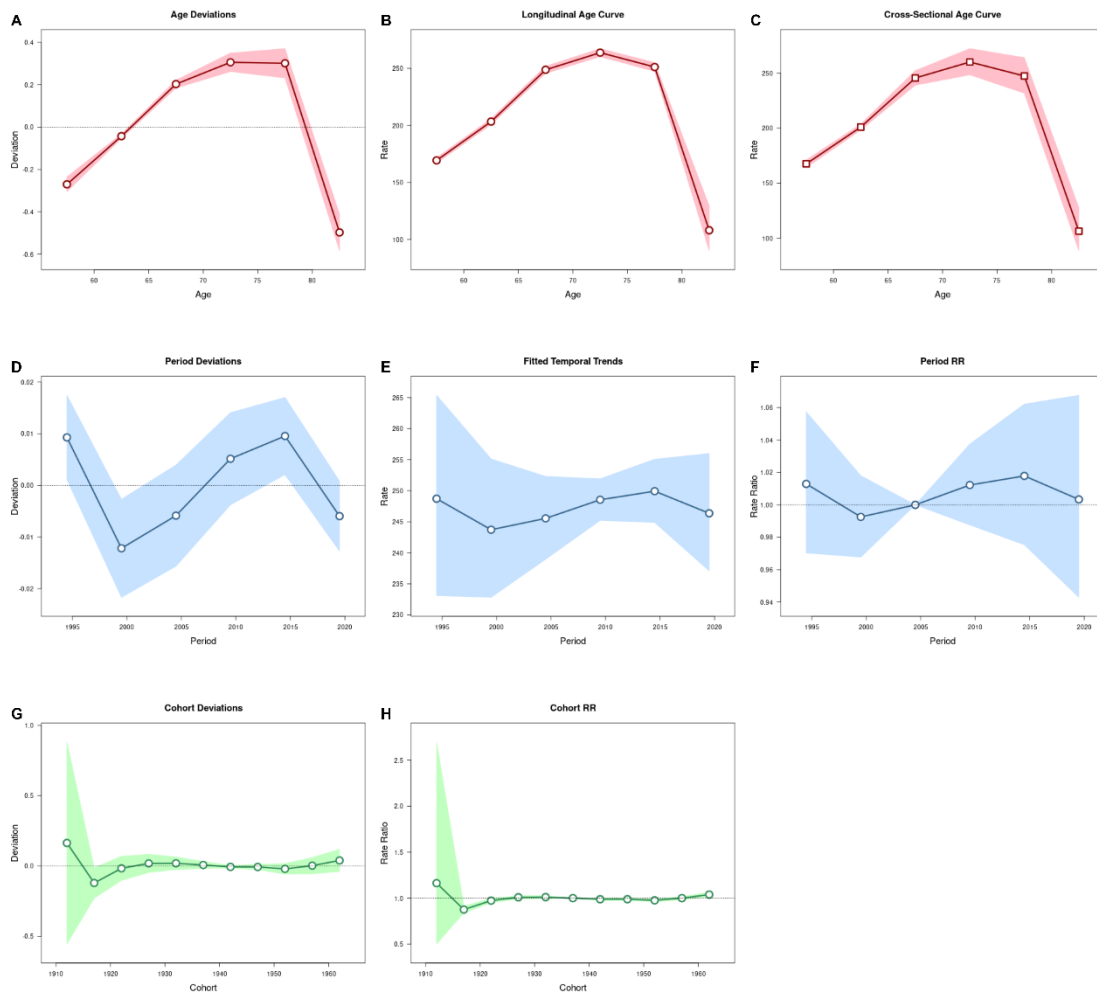 A
Age Deviations
Deviation
0.4
0.2
0.0
-0.2
-0.4
-0.6
60
65
70
75
80
Age
B
Longitudinal Age Curve
Rate
250
200
150
100
60
65
70
75
80
Age
C
Cross-Sectional Age Curve
Rate
250
200
150
100
60
65
70
75
80
Age
D
Period Deviations
Deviation
0.02
0.01
0.00
-0.01
-0.02
1995
2000
2005
2010
2015
2020
Period
E
Fitted Temporal Trends
Rate
265
260
255
250
245
240
235
230
1995
2000
2005
2010
2015
2020
Period
F
Period RR
Rate Ratio
1.06
1.04
1.02
1.00
0.98
0.96
0.94
1995
2000
2005
2010
2015
2020
Period
G
Cohort Deviations
Deviation
1.0
0.5
0.0
-0.5
1910
1920
1930
1940
1950
1960
Cohort
H
Cohort RR
Rate Ratio
2.5
2.0
1.5
1.0
0.5
1910
1920
1930
1940
1950
1960
Cohort